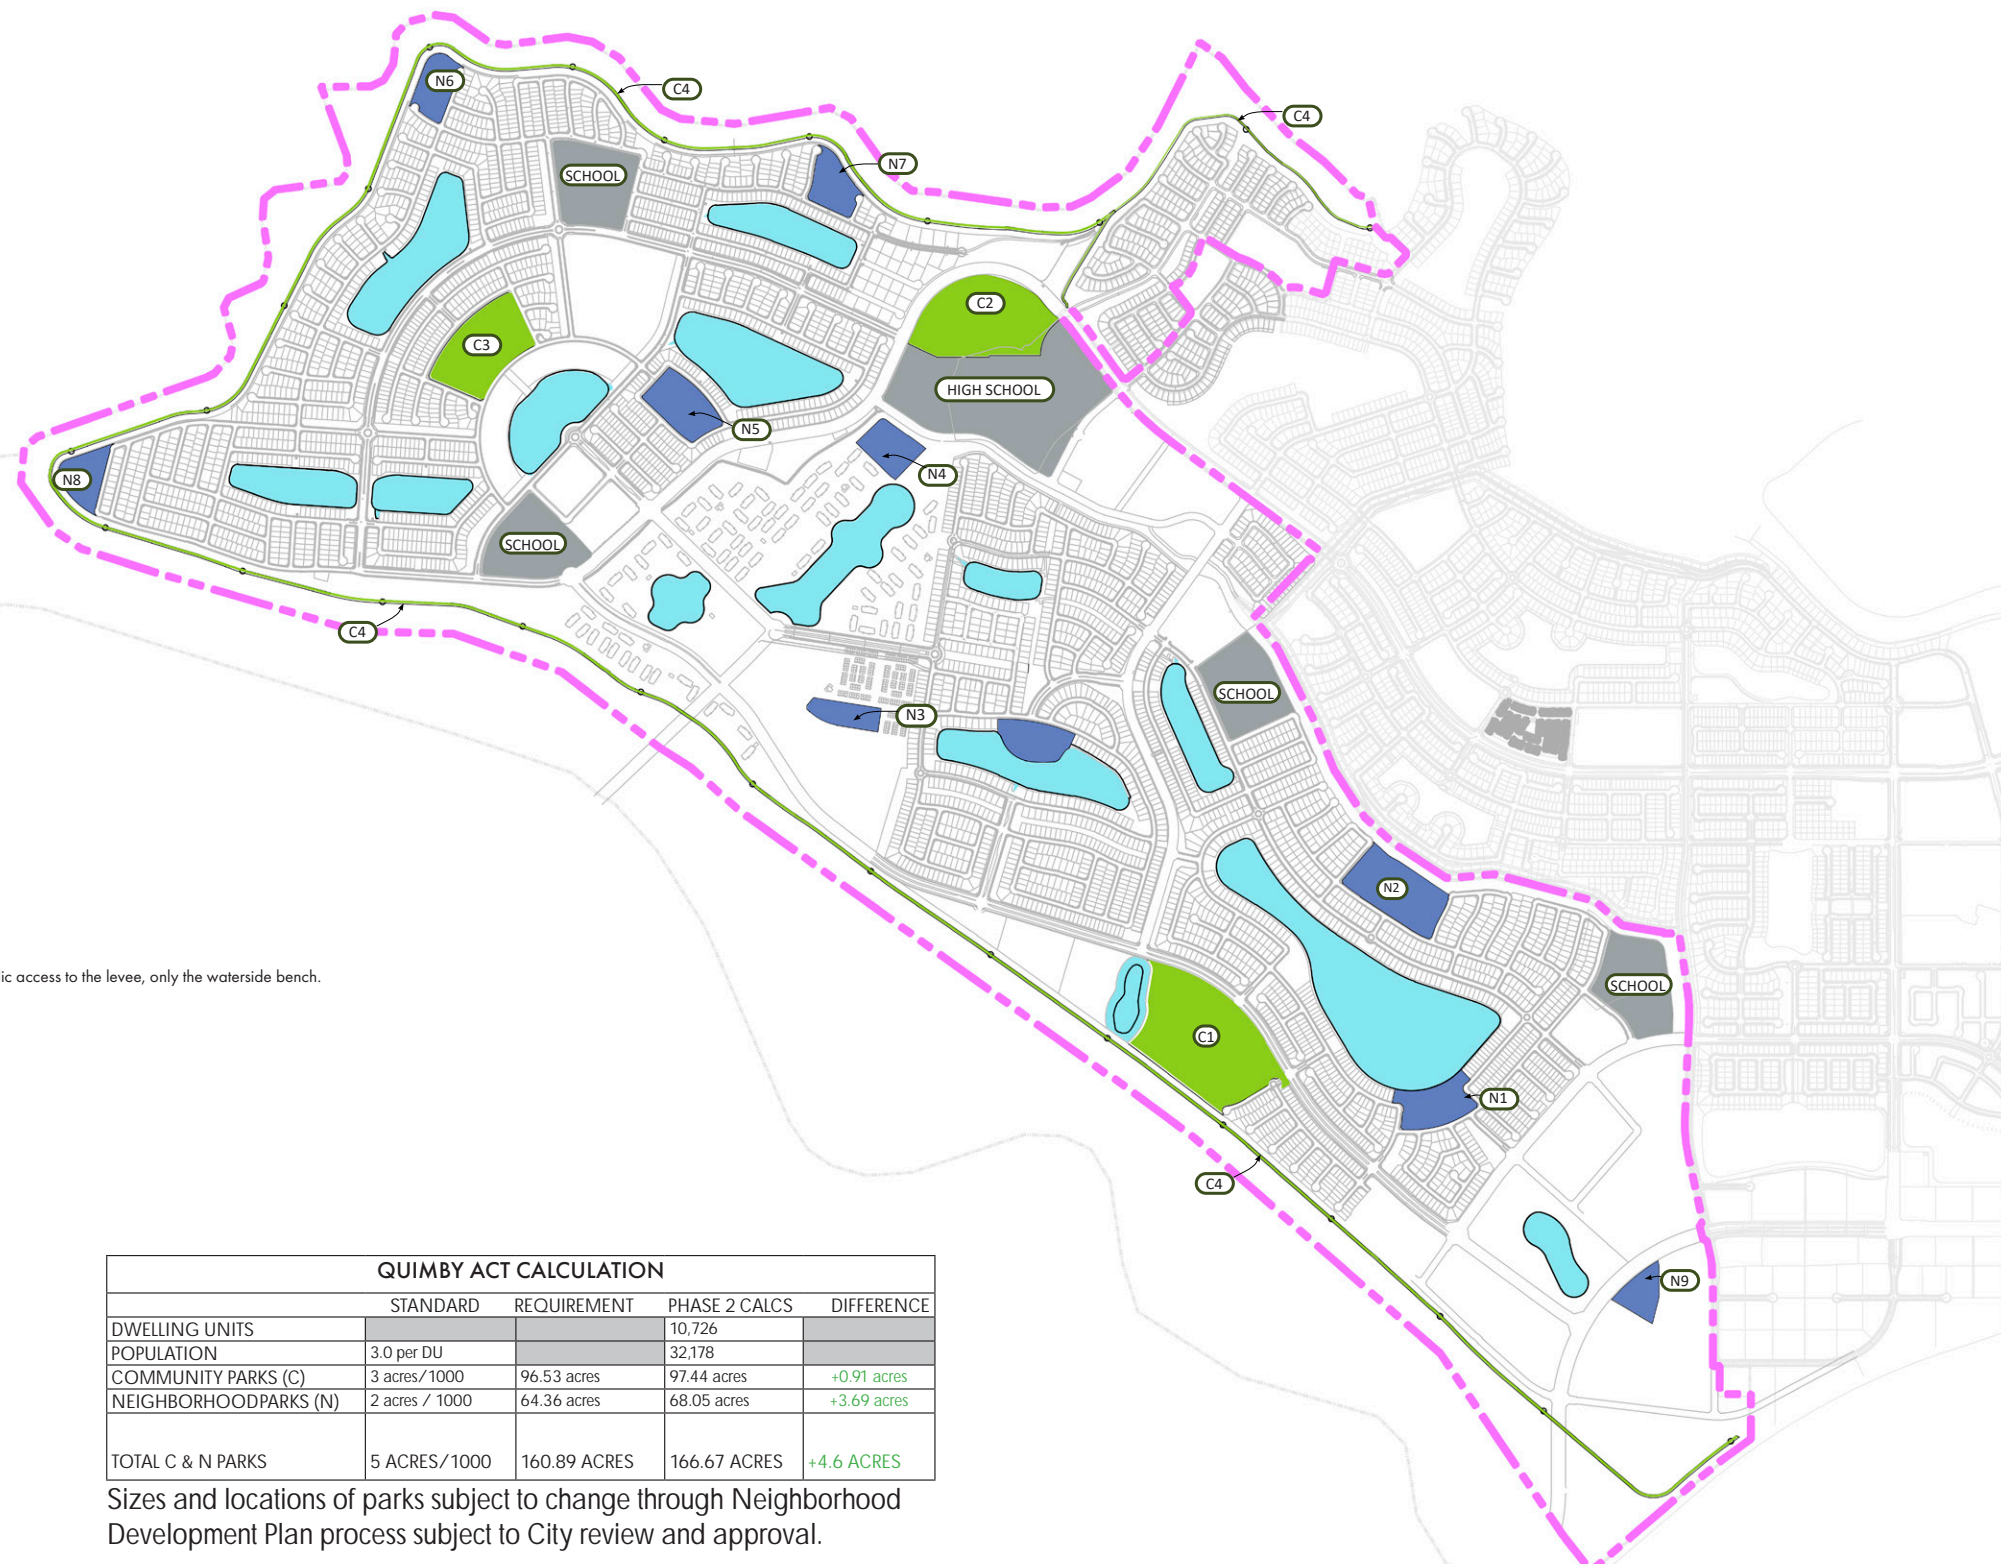 N6
C4
C4
N7
SCHOOL
C2
C3
HIGH SCHOOL
N5
N4
N8
SCHOOL
C4
SCHOOL
N3
N2
ic access to the levee, only the waterside bench.
SCHOOL
C1
N1
C4
N9
QUIMBY ACT CALCULATION
STANDARD REQUIREMENT PHASE 2 CALCS DIFFERENCE
DWELLING UNITS 10,726
POPULATION 3.0 per DU 32,178
COMMUNITY PARKS (C) 3 acres/1000 96.53 acres 97.44 acres +0.91 acres
NEIGHBORHOODPARKS (N) 2 acres / 1000 64.36 acres 68.05 acres +3.69 acres
TOTAL C & N PARKS 5 ACRES/1000 160.89 ACRES 166.67 ACRES +4.6 ACRES
Sizes and locations of parks subject to change through Neighborhood
Development Plan process subject to City review and approval.